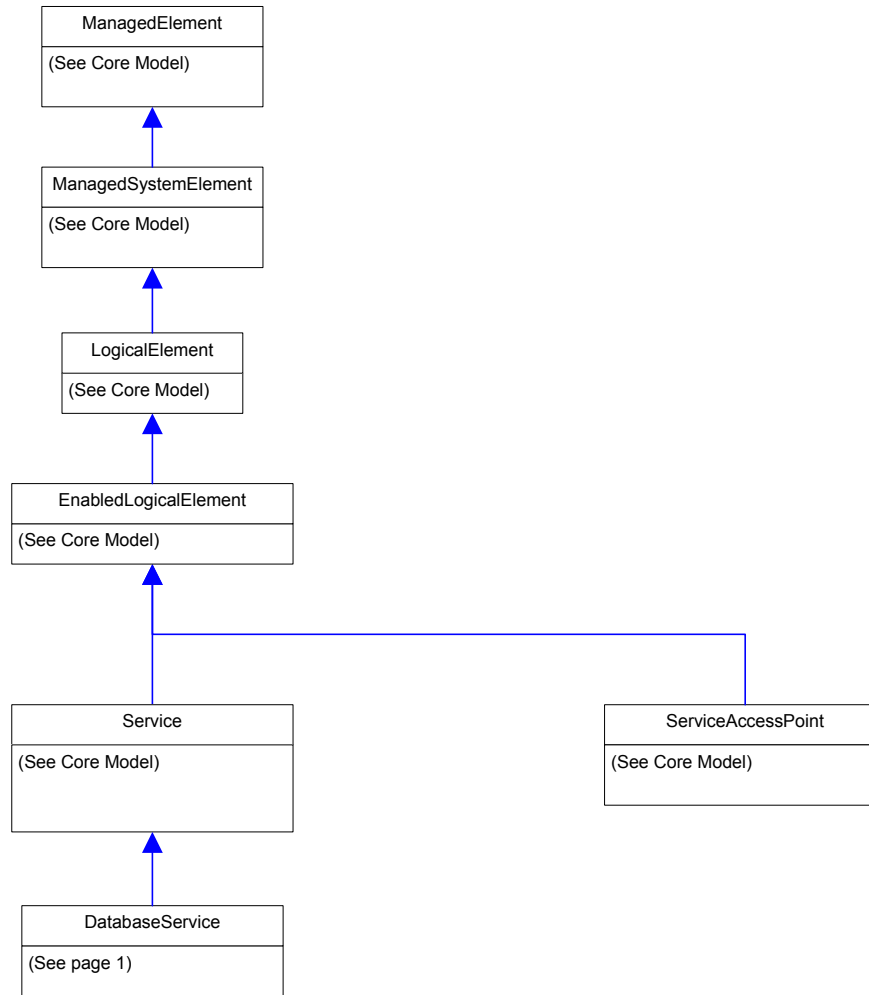 ManagedElement
(See Core Model)
ManagedSystemElement
(See Core Model)
LogicalElement
(See Core Model)
EnabledLogicalElement
(See Core Model)
Service
(See Core Model)
ServiceAccessPoint
(See Core Model)
DatabaseService
(See page 1)